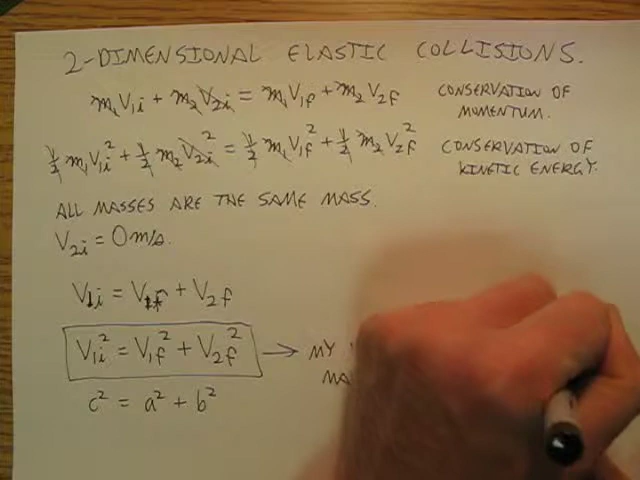 2-DIMENSIONAL ELASTIC COLLISIONS.
m₁V₁ᵢ + m₂V₂ᵢ = m₁V₁f + m₂V₂f CONSERVATION OF MOMENTUM.
½m₁V₁ᵢ² + ½m₂V₂ᵢ² = ½m₁V₁f² + ½m₂V₂f² CONSERVATION OF KINETIC ENERGY.
ALL MASSES ARE THE SAME MASS.
V₂ᵢ = 0m/s.
V₁ᵢ = V₁f + V₂f
V₁ᵢ² = V₁f² + V₂f² → MY
MA
c² = a² + b²